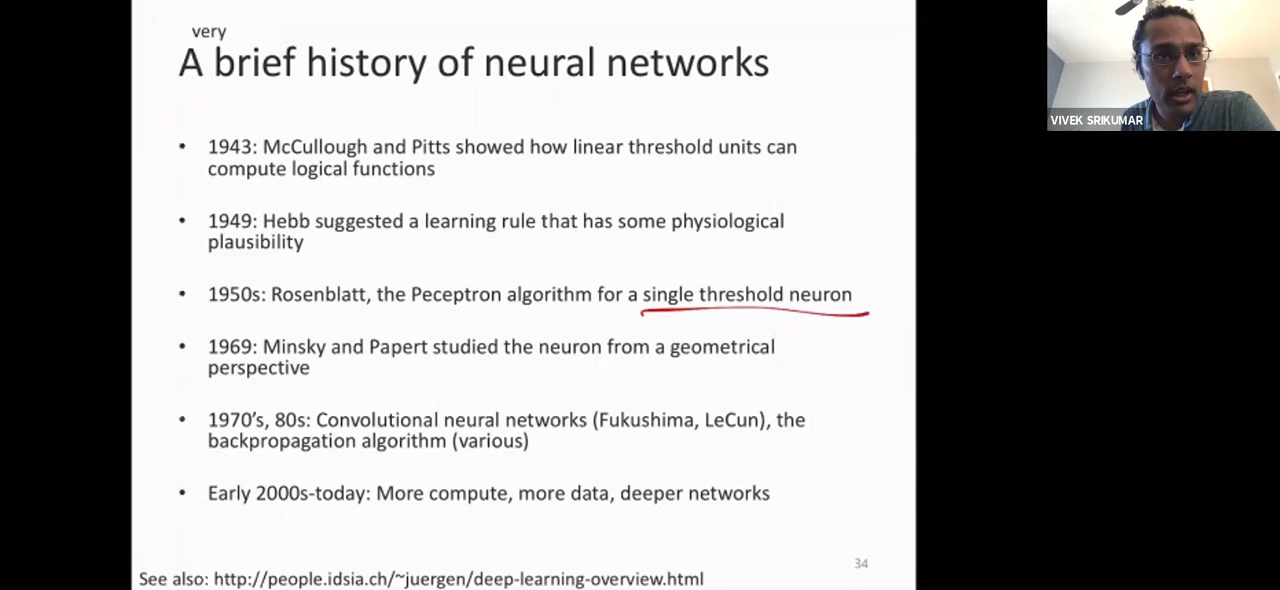 very
A brief history of neural networks
• 1943: McCullough and Pitts showed how linear threshold units can
compute logical functions
• 1949: Hebb suggested a learning rule that has some physiological
plausibility
• 1950s: Rosenblatt, the Peceptron algorithm for a single threshold neuron
• 1969: Minsky and Papert studied the neuron from a geometrical
perspective
• 1970’s, 80s: Convolutional neural networks (Fukushima, LeCun), the
backpropagation algorithm (various)
• Early 2000s-today: More compute, more data, deeper networks
34
See also: http://people.idsia.ch/~juergen/deep-learning-overview.html
VIVEK SRIKUMAR